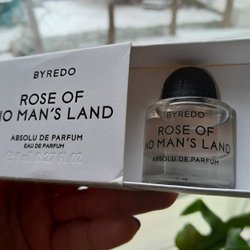 BYREDO
ROSE OF
NO MAN'S LAND
ABSOLU DE PARFUM
EAU DE PARFUM
BYREDO
ROSE OF
NO MAN'S LAND
ABSOLU DE PARFUM